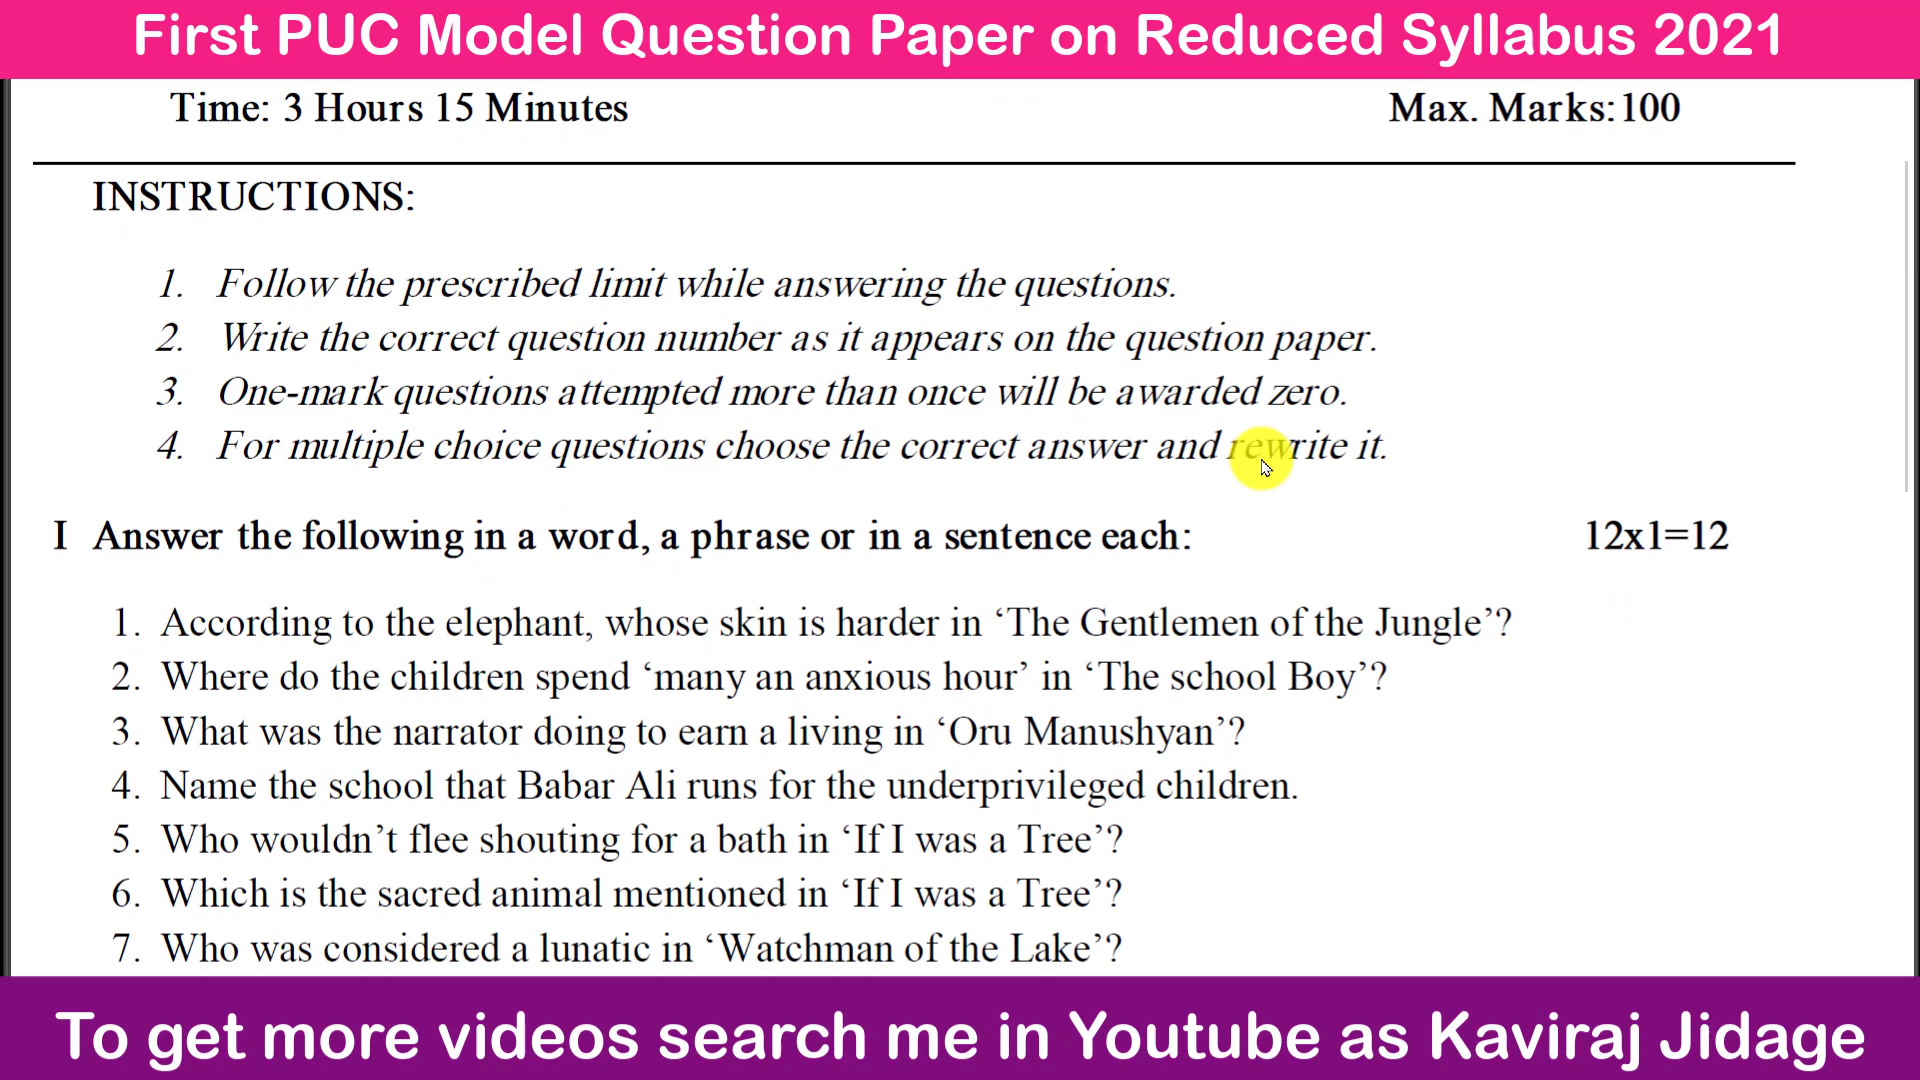 First PUC Model Question Paper on Reduced Syllabus 2021
Time: 3 Hours 15 Minutes Max. Marks:100
INSTRUCTIONS:
1. Follow the prescribed limit while answering the questions.
2. Write the correct question number as it appears on the question paper.
3. One-mark questions attempted more than once will be awarded zero.
4. For multiple choice questions choose the correct answer and rewrite it.
I Answer the following in a word, a phrase or in a sentence each: 12x1=12
1. According to the elephant, whose skin is harder in ‘The Gentlemen of the Jungle’?
2. Where do the children spend ‘many an anxious hour’ in ‘The school Boy’?
3. What was the narrator doing to earn a living in ‘Oru Manushyan’?
4. Name the school that Babar Ali runs for the underprivileged children.
5. Who wouldn’t flee shouting for a bath in ‘If I was a Tree’?
6. Which is the sacred animal mentioned in ‘If I was a Tree’?
7. Who was considered a lunatic in ‘Watchman of the Lake’?
To get more videos search me in Youtube as Kaviraj Jidage